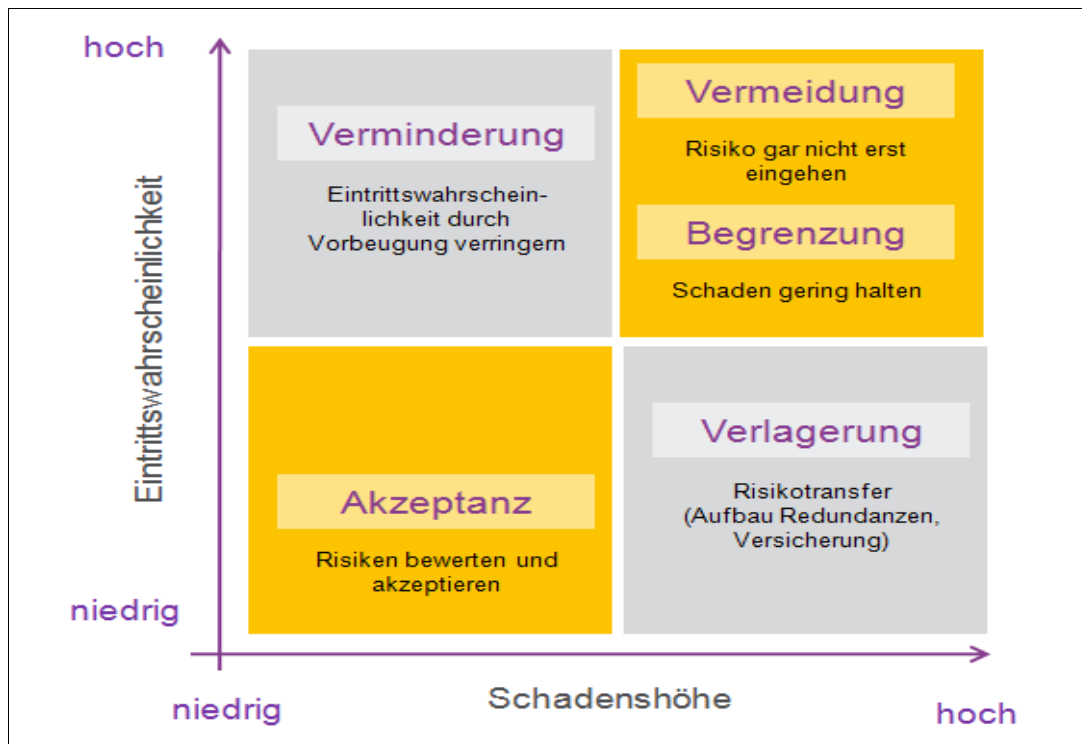 hoch
Verminderung
Eintrittswahrschein-
lichkeit durch
Vorbeugung verringern
Vermeidung
Risiko gar nicht erst
eingehen
Begrenzung
Schaden gering halten
Eintrittswahrscheinlichkeit
Akzeptanz
Risiken bewerten und
akzeptieren
Verlagerung
Risikotransfer
(Aufbau Redundanzen,
Versicherung)
niedrig
niedrig
Schadenshöhe
hoch